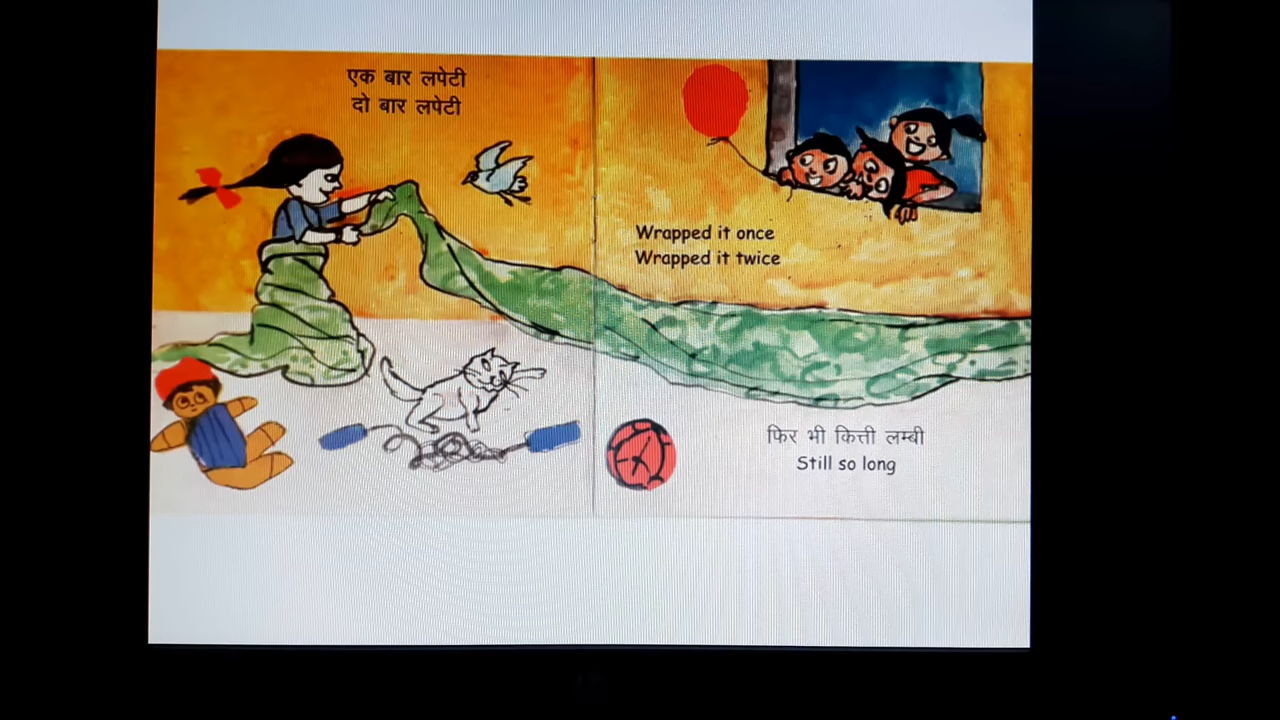 एक बार लपेटी
दो बार लपेटी
Wrapped it once
Wrapped it twice
फिर भी कित्ती लम्बी
Still so long